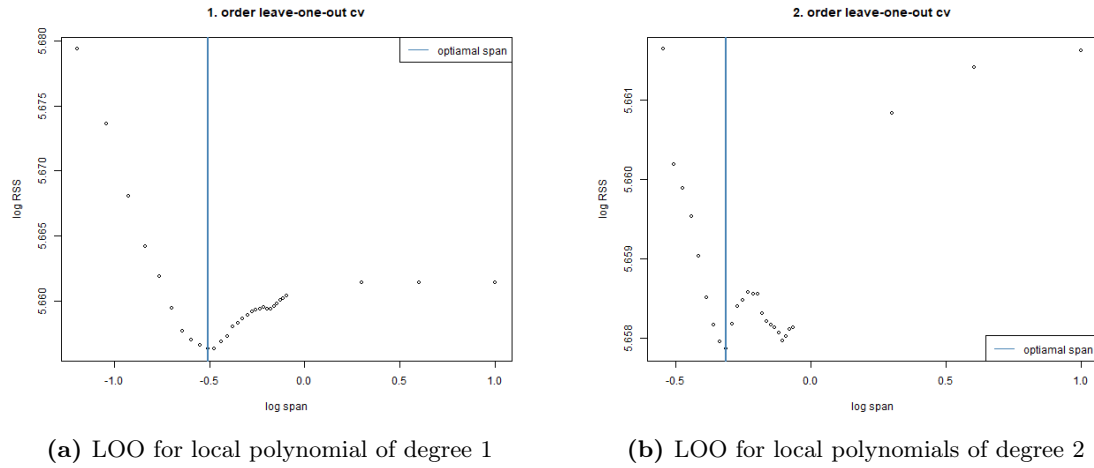 1. order leave-one-out cv
optiamal span
log RSS
5.680
5.675
5.670
5.665
5.660
-1.0 -0.5 0.0 0.5 1.0
log span
(a) LOO for local polynomial of degree 1
2. order leave-one-out cv
log RSS
5.661
5.660
5.659
5.658
optiamal span
-0.5 0.0 0.5 1.0
log span
(b) LOO for local polynomials of degree 2